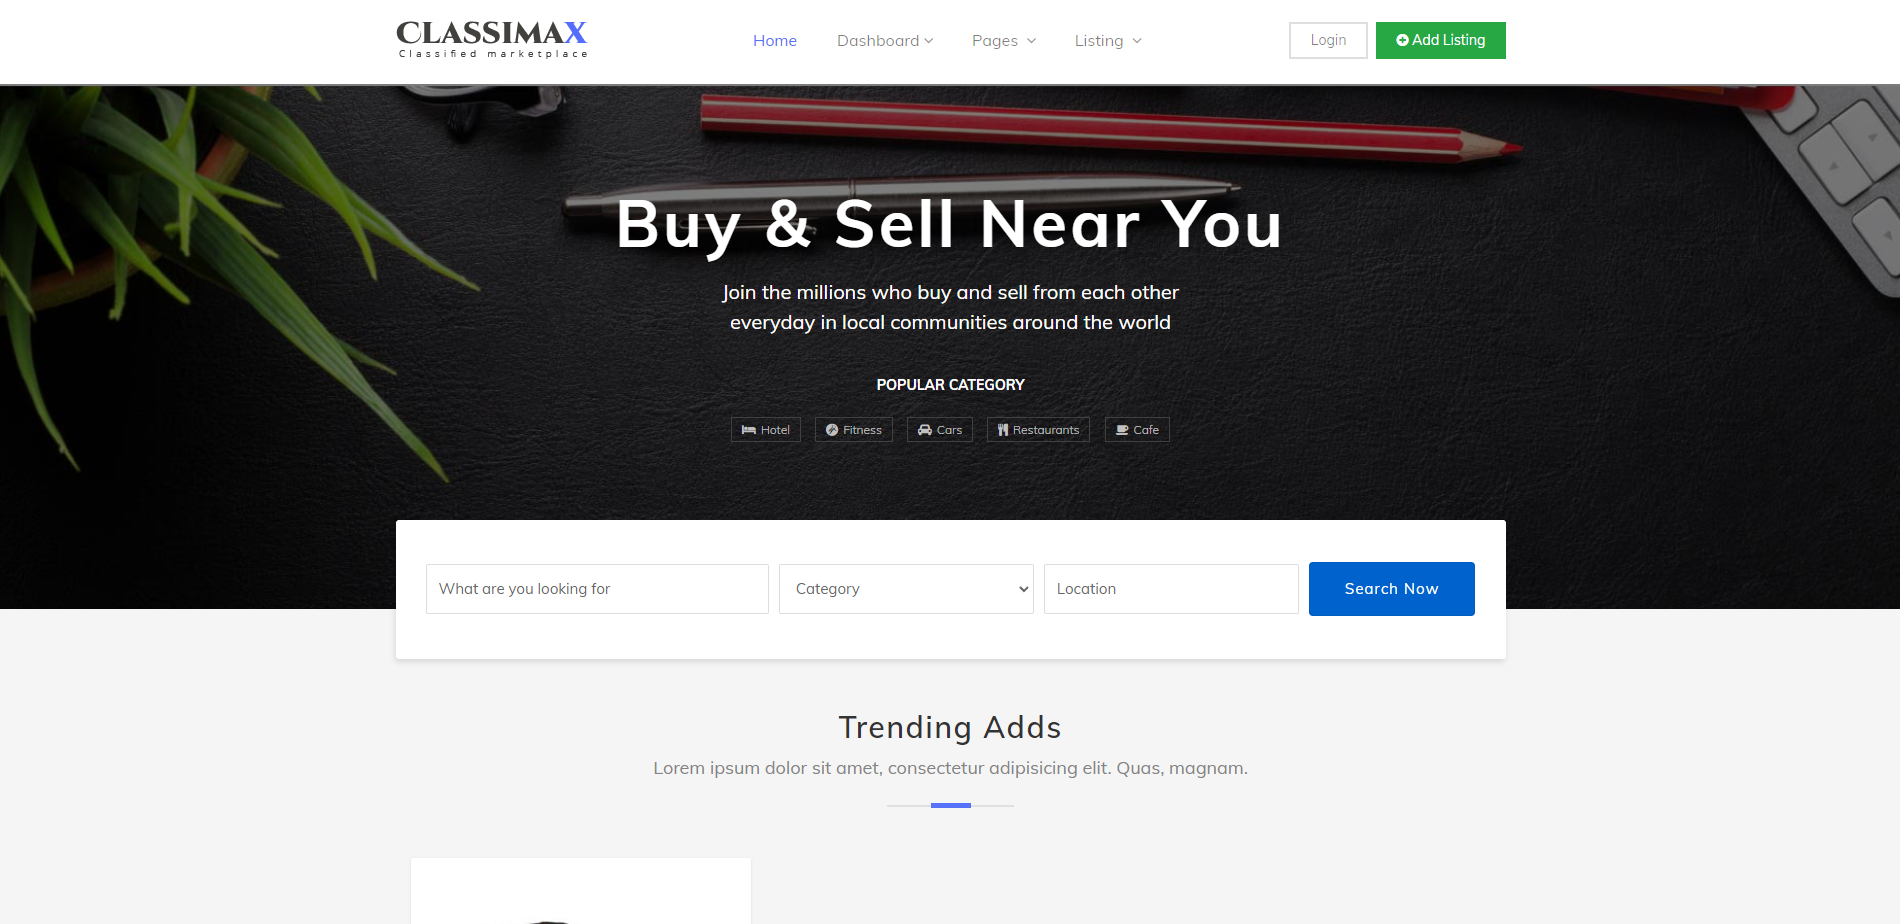 CLASSIMAX
Classified marketplace
Home
Dashboard
Pages
Listing
Login
Add Listing
Buy & Sell Near You
Join the millions who buy and sell from each other
everyday in local communities around the world
POPULAR CATEGORY
Hotel
Fitness
Cars
Restaurants
Cafe
What are you looking for
Category
Location
Search Now
Trending Adds
Lorem ipsum dolor sit amet, consectetur adipisicing elit. Quas, magnam.